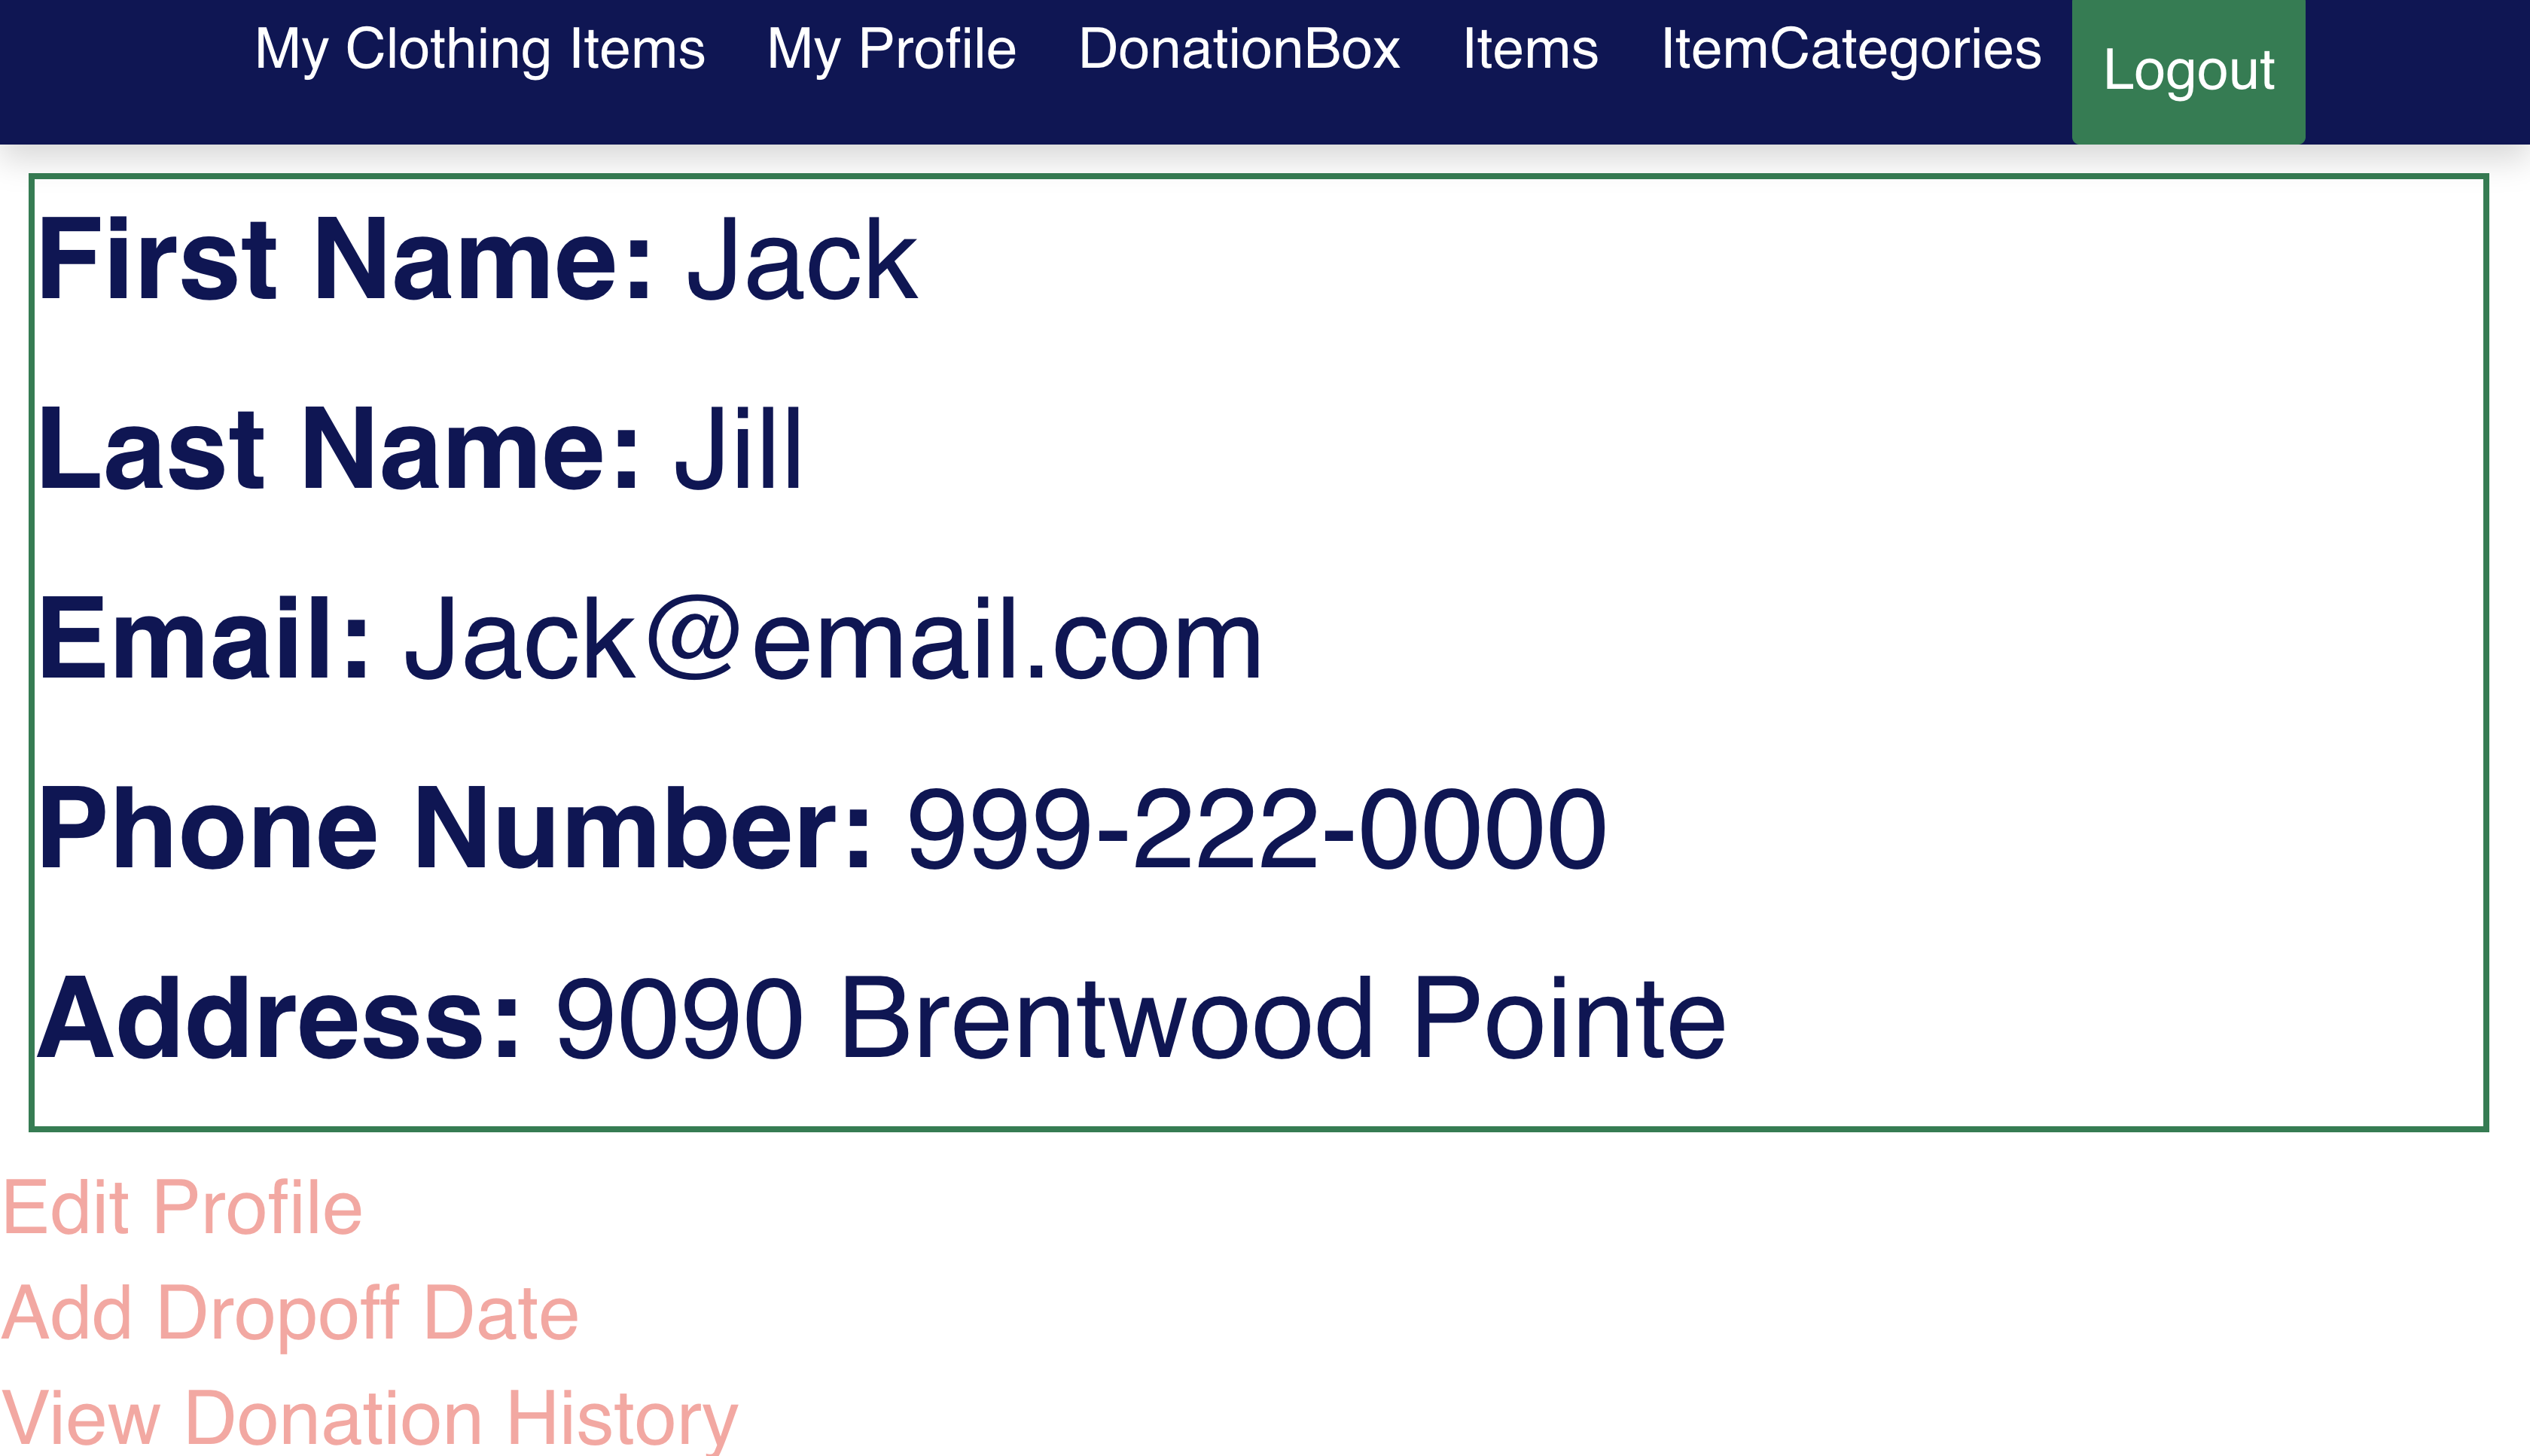 My Clothing Items My Profile DonationBox Items ItemCategories Logout
First Name: Jack
Last Name: Jill
Email: Jack@email.com
Phone Number: 999-222-0000
Address: 9090 Brentwood Pointe
Edit Profile
Add Dropoff Date
View Donation History